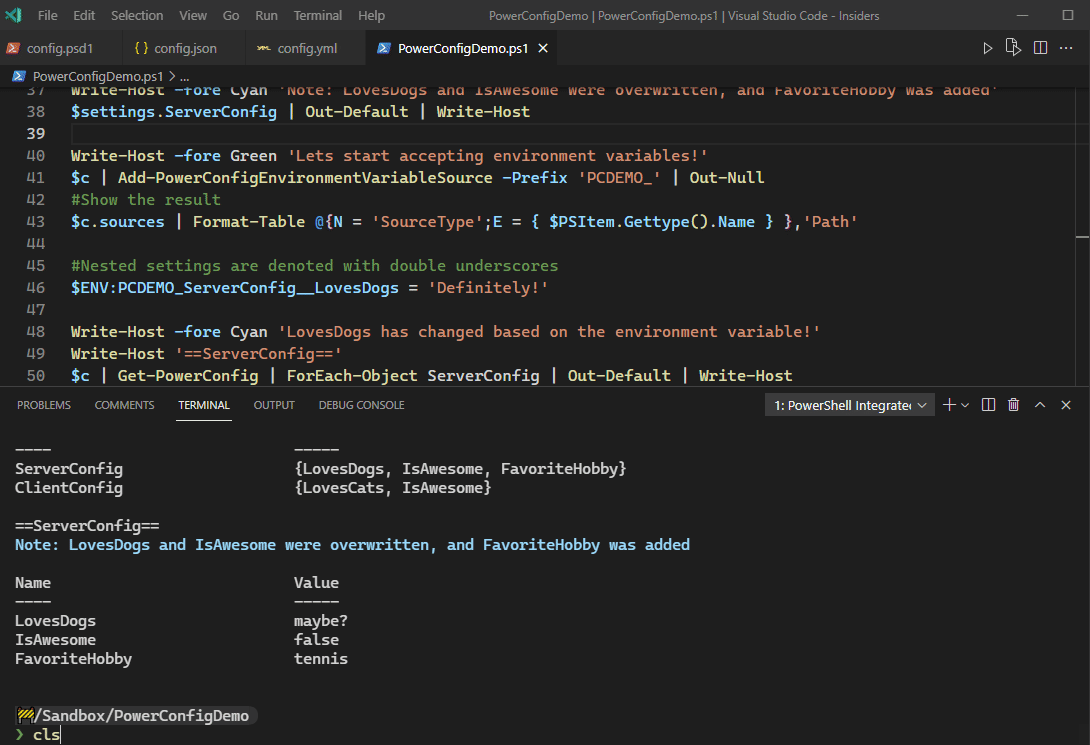 File Edit Selection View Go Run Terminal Help PowerConfigDemo | PowerConfigDemo.ps1 | Visual Studio Code - Insiders
config.psd1 {} config.json config.yml PowerConfigDemo.ps1
PowerConfigDemo.ps1 > ...
37 Write-Host -fore Cyan 'Note: LovesDogs and IsAwesome were overwritten, and FavoriteHobby was added'
38 $settings.ServerConfig | Out-Default | Write-Host
39
40 Write-Host -fore Green 'Lets start accepting environment variables!'
41 $c | Add-PowerConfigEnvironmentVariableSource -Prefix 'PCDEMO_' | Out-Null
42 #Show the result
43 $c.sources | Format-Table @{N = 'SourceType';E = { $PSItem.Gettype().Name } },'Path'
44
45 #Nested settings are denoted with double underscores
46 $ENV:PCDEMO_ServerConfig__LovesDogs = 'Definitely!'
47
48 Write-Host -fore Cyan 'LovesDogs has changed based on the environment variable!'
49 Write-Host '==ServerConfig=='
50 $c | Get-PowerConfig | ForEach-Object ServerConfig | Out-Default | Write-Host
PROBLEMS COMMENTS TERMINAL OUTPUT DEBUG CONSOLE 1: PowerShell Integrate
---- -----
ServerConfig {LovesDogs, IsAwesome, FavoriteHobby}
ClientConfig {LovesCats, IsAwesome}
==ServerConfig==
Note: LovesDogs and IsAwesome were overwritten, and FavoriteHobby was added
Name Value
---- -----
LovesDogs maybe?
IsAwesome false
FavoriteHobby tennis
/Sandbox/PowerConfigDemo
❯ cls